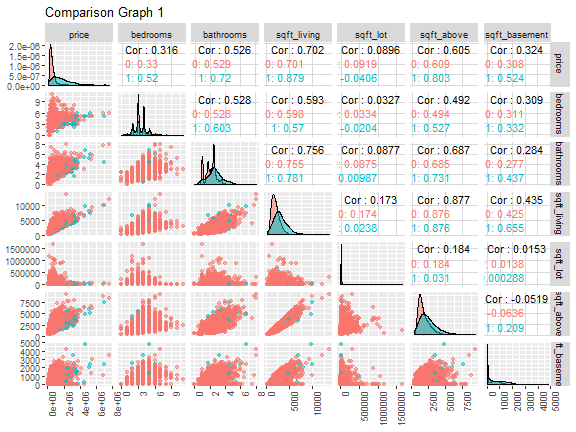 Comparison Graph 1
price bedrooms bathrooms sqft_living sqft_lot sqft_above sqft_basement
2.0e-06
1.5e-06
1.0e-06
5.0e-07
0.0e+00
Cor : 0.316
0: 0.33
1: 0.52
Cor : 0.526
0: 0.529
1: 0.72
Cor : 0.702
0: 0.701
1: 0.879
Cor : 0.0896
0: 0.0919
1: -0.0406
Cor : 0.605
0: 0.609
1: 0.803
Cor : 0.324
0: 0.308
1: 0.524
price
10
5
0
Cor : 0.528
0: 0.528
1: 0.603
Cor : 0.593
0: 0.598
1: 0.57
Cor : 0.0327
0: 0.0334
1: -0.0204
Cor : 0.492
0: 0.494
1: 0.527
Cor : 0.309
0: 0.311
1: 0.332
bedrooms
8
6
4
2
0
Cor : 0.756
0: 0.755
1: 0.781
Cor : 0.0877
0: 0.0875
1: 0.00987
Cor : 0.687
0: 0.685
1: 0.731
Cor : 0.284
0: 0.277
1: 0.437
bathrooms
10000
5000
0
Cor : 0.173
0: 0.174
1: 0.0238
Cor : 0.877
0: 0.876
1: 0.876
Cor : 0.435
0: 0.425
1: 0.655
sqft_living
1500000
1000000
500000
0
Cor : 0.184
0: 0.184
1: 0.031
Cor : 0.0153
0: 0.0138
0.000288
sqft_lot
7500
5000
2500
0
Cor : -0.0519
-0.0636
1: 0.209
sqft_above
5000
4000
3000
2000
1000
0
ft_baseme
0e+00 2e+06 4e+06 6e+06 8e+06
0 3 6 9
0 2 4 6 8
0 5000 10000
0 500000 1000000 1500000
0 2500 5000 7500
0 1000 2000 3000 4000 5000